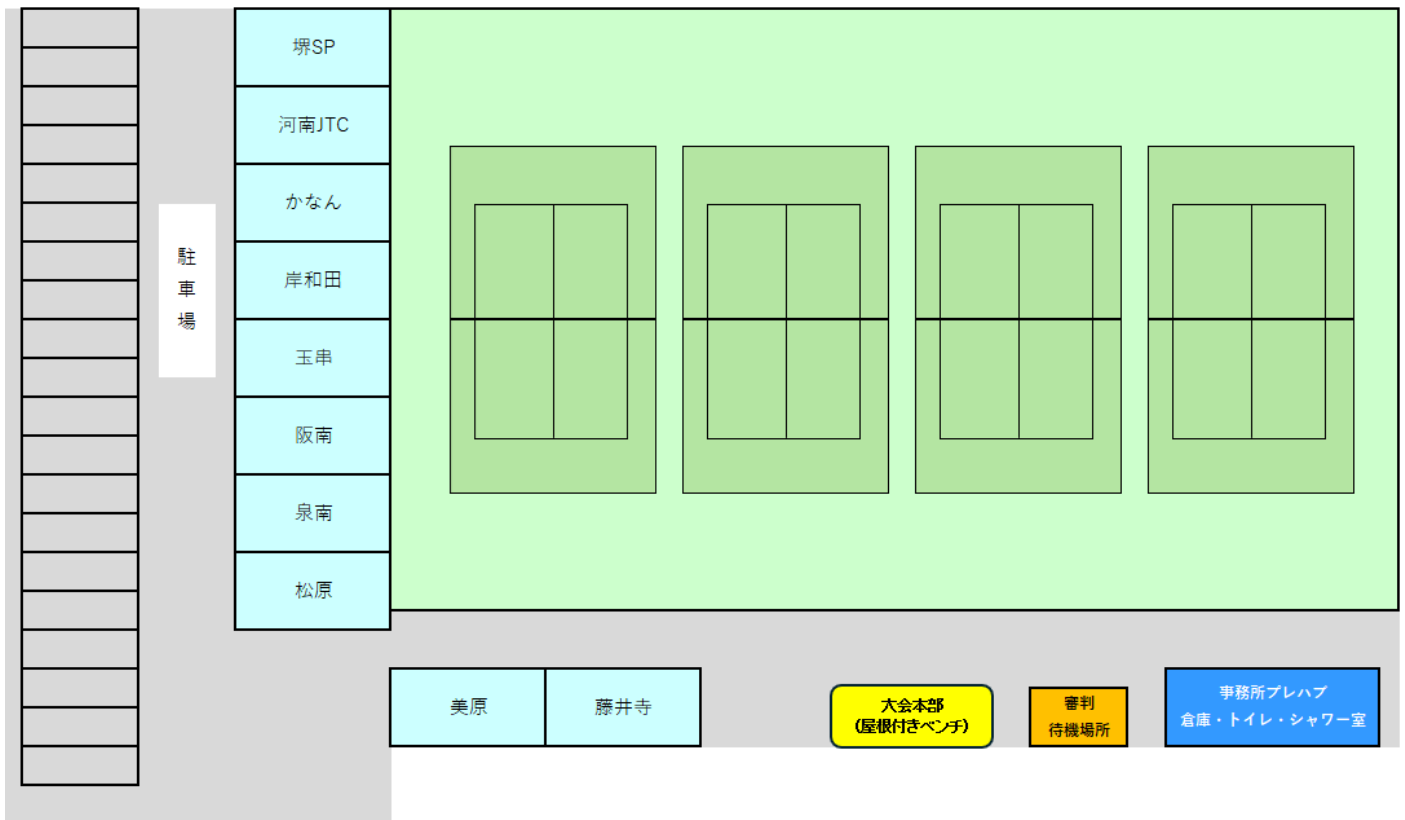 堺SP
河南JTC
かなん
岸和田
玉串
阪南
泉南
松原
駐
車
場
美原
藤井寺
大会本部
(屋根付きベンチ)
審判
待機場所
事務所プレハブ
倉庫・トイレ・シャワー室